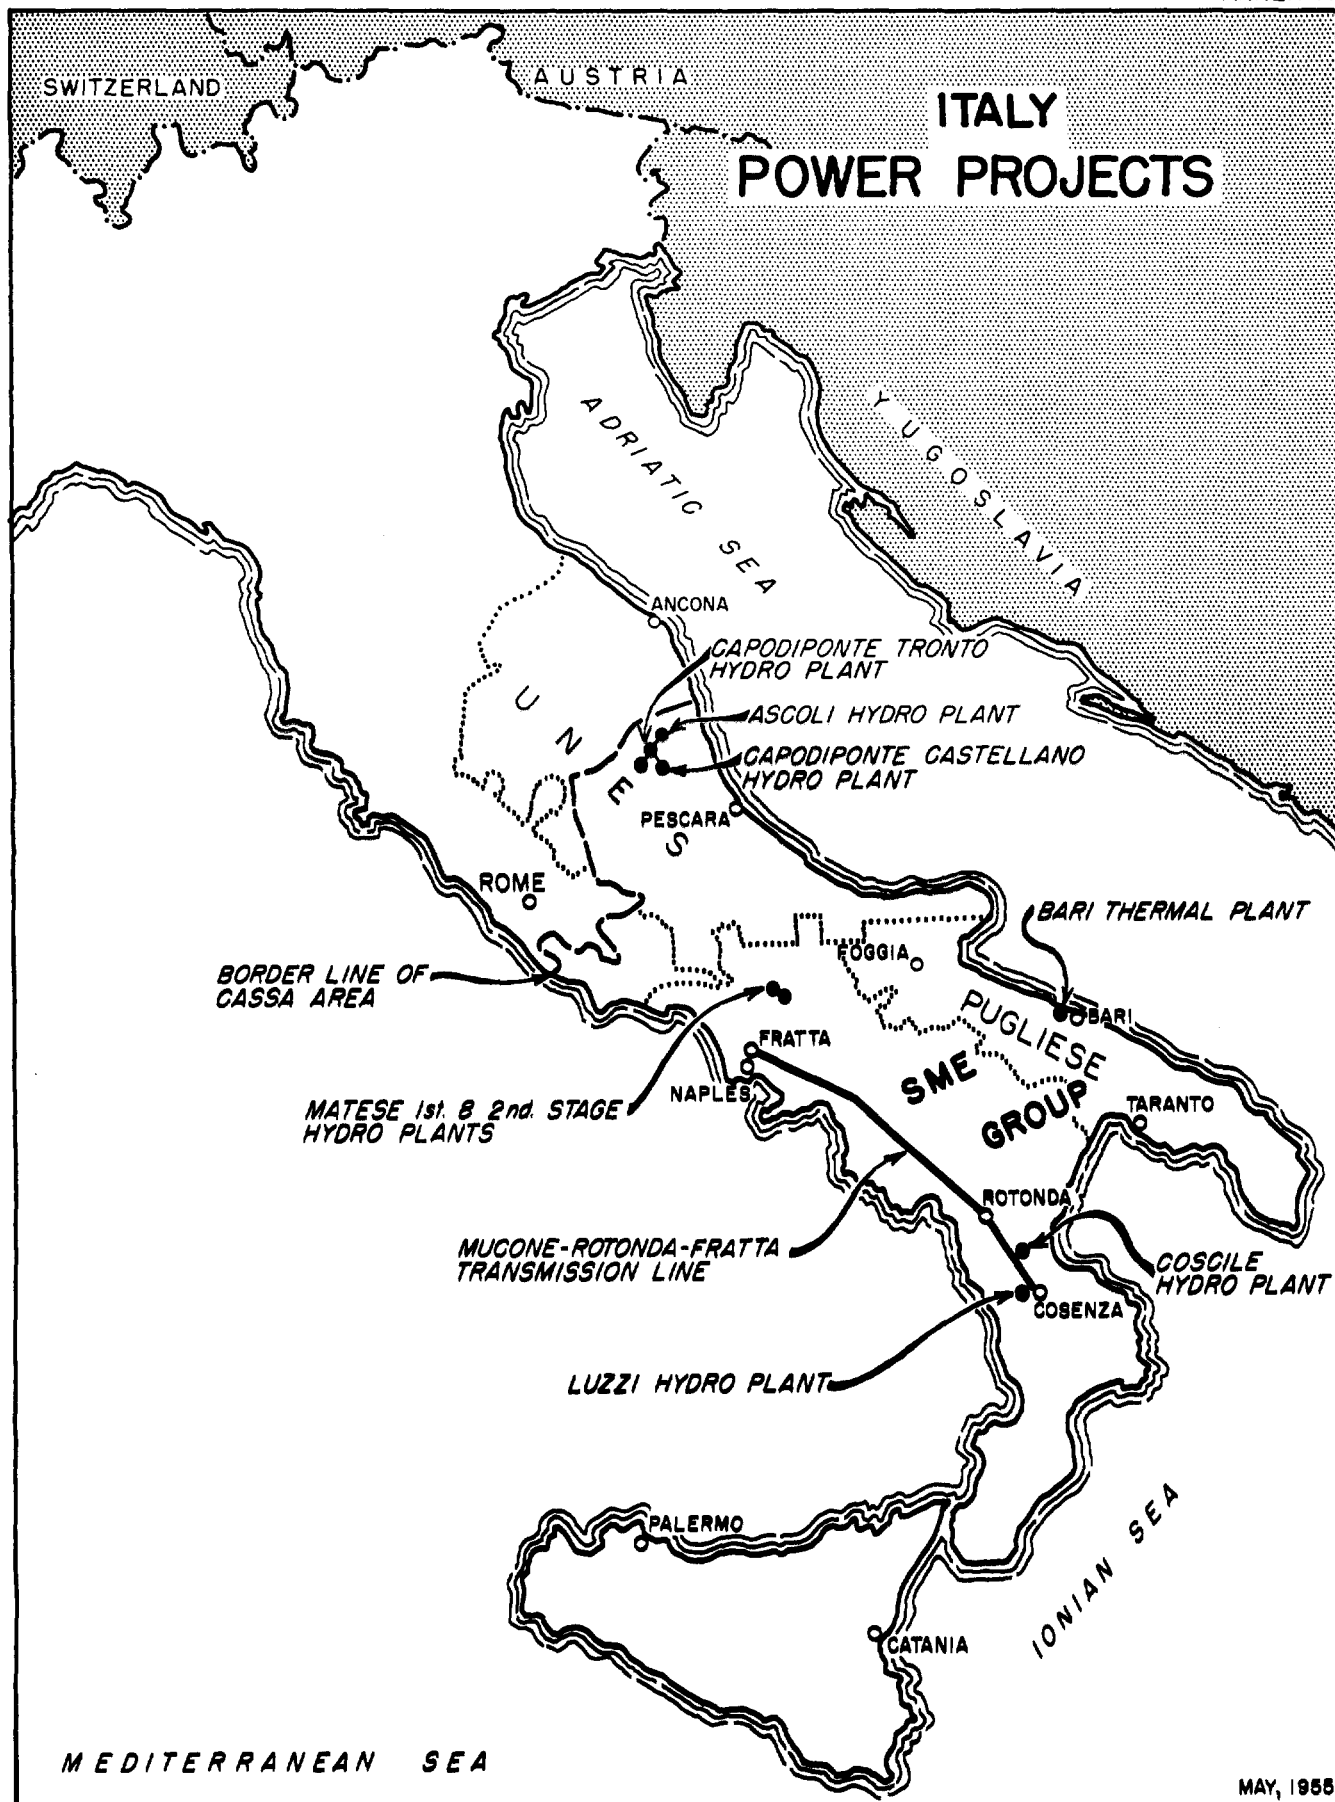 SWITZERLAND
AUSTRIA
ITALY
POWER PROJECTS
ADRIATIC SEA
YUGOSLAVIA
ANCONA
CAPODIPONTE TRONTO
HYDRO PLANT
UNES
ASCOLI HYDRO PLANT
CAPODIPONTE CASTELLANO
HYDRO PLANT
PESCARA
ROME
BARI THERMAL PLANT
FOGGIA
BORDER LINE OF
CASSA AREA
PUGLIESE
BARI
FRATTA
SME
GROUP
NAPLES
MATESE 1st. & 2nd. STAGE
HYDRO PLANTS
TARANTO
ROTONDA
MUCONE-ROTONDA-FRATTA
TRANSMISSION LINE
COSCILE
HYDRO PLANT
COSENZA
LUZZI HYDRO PLANT
PALERMO
IONIAN SEA
CATANIA
MEDITERRANEAN SEA
MAY, 1955